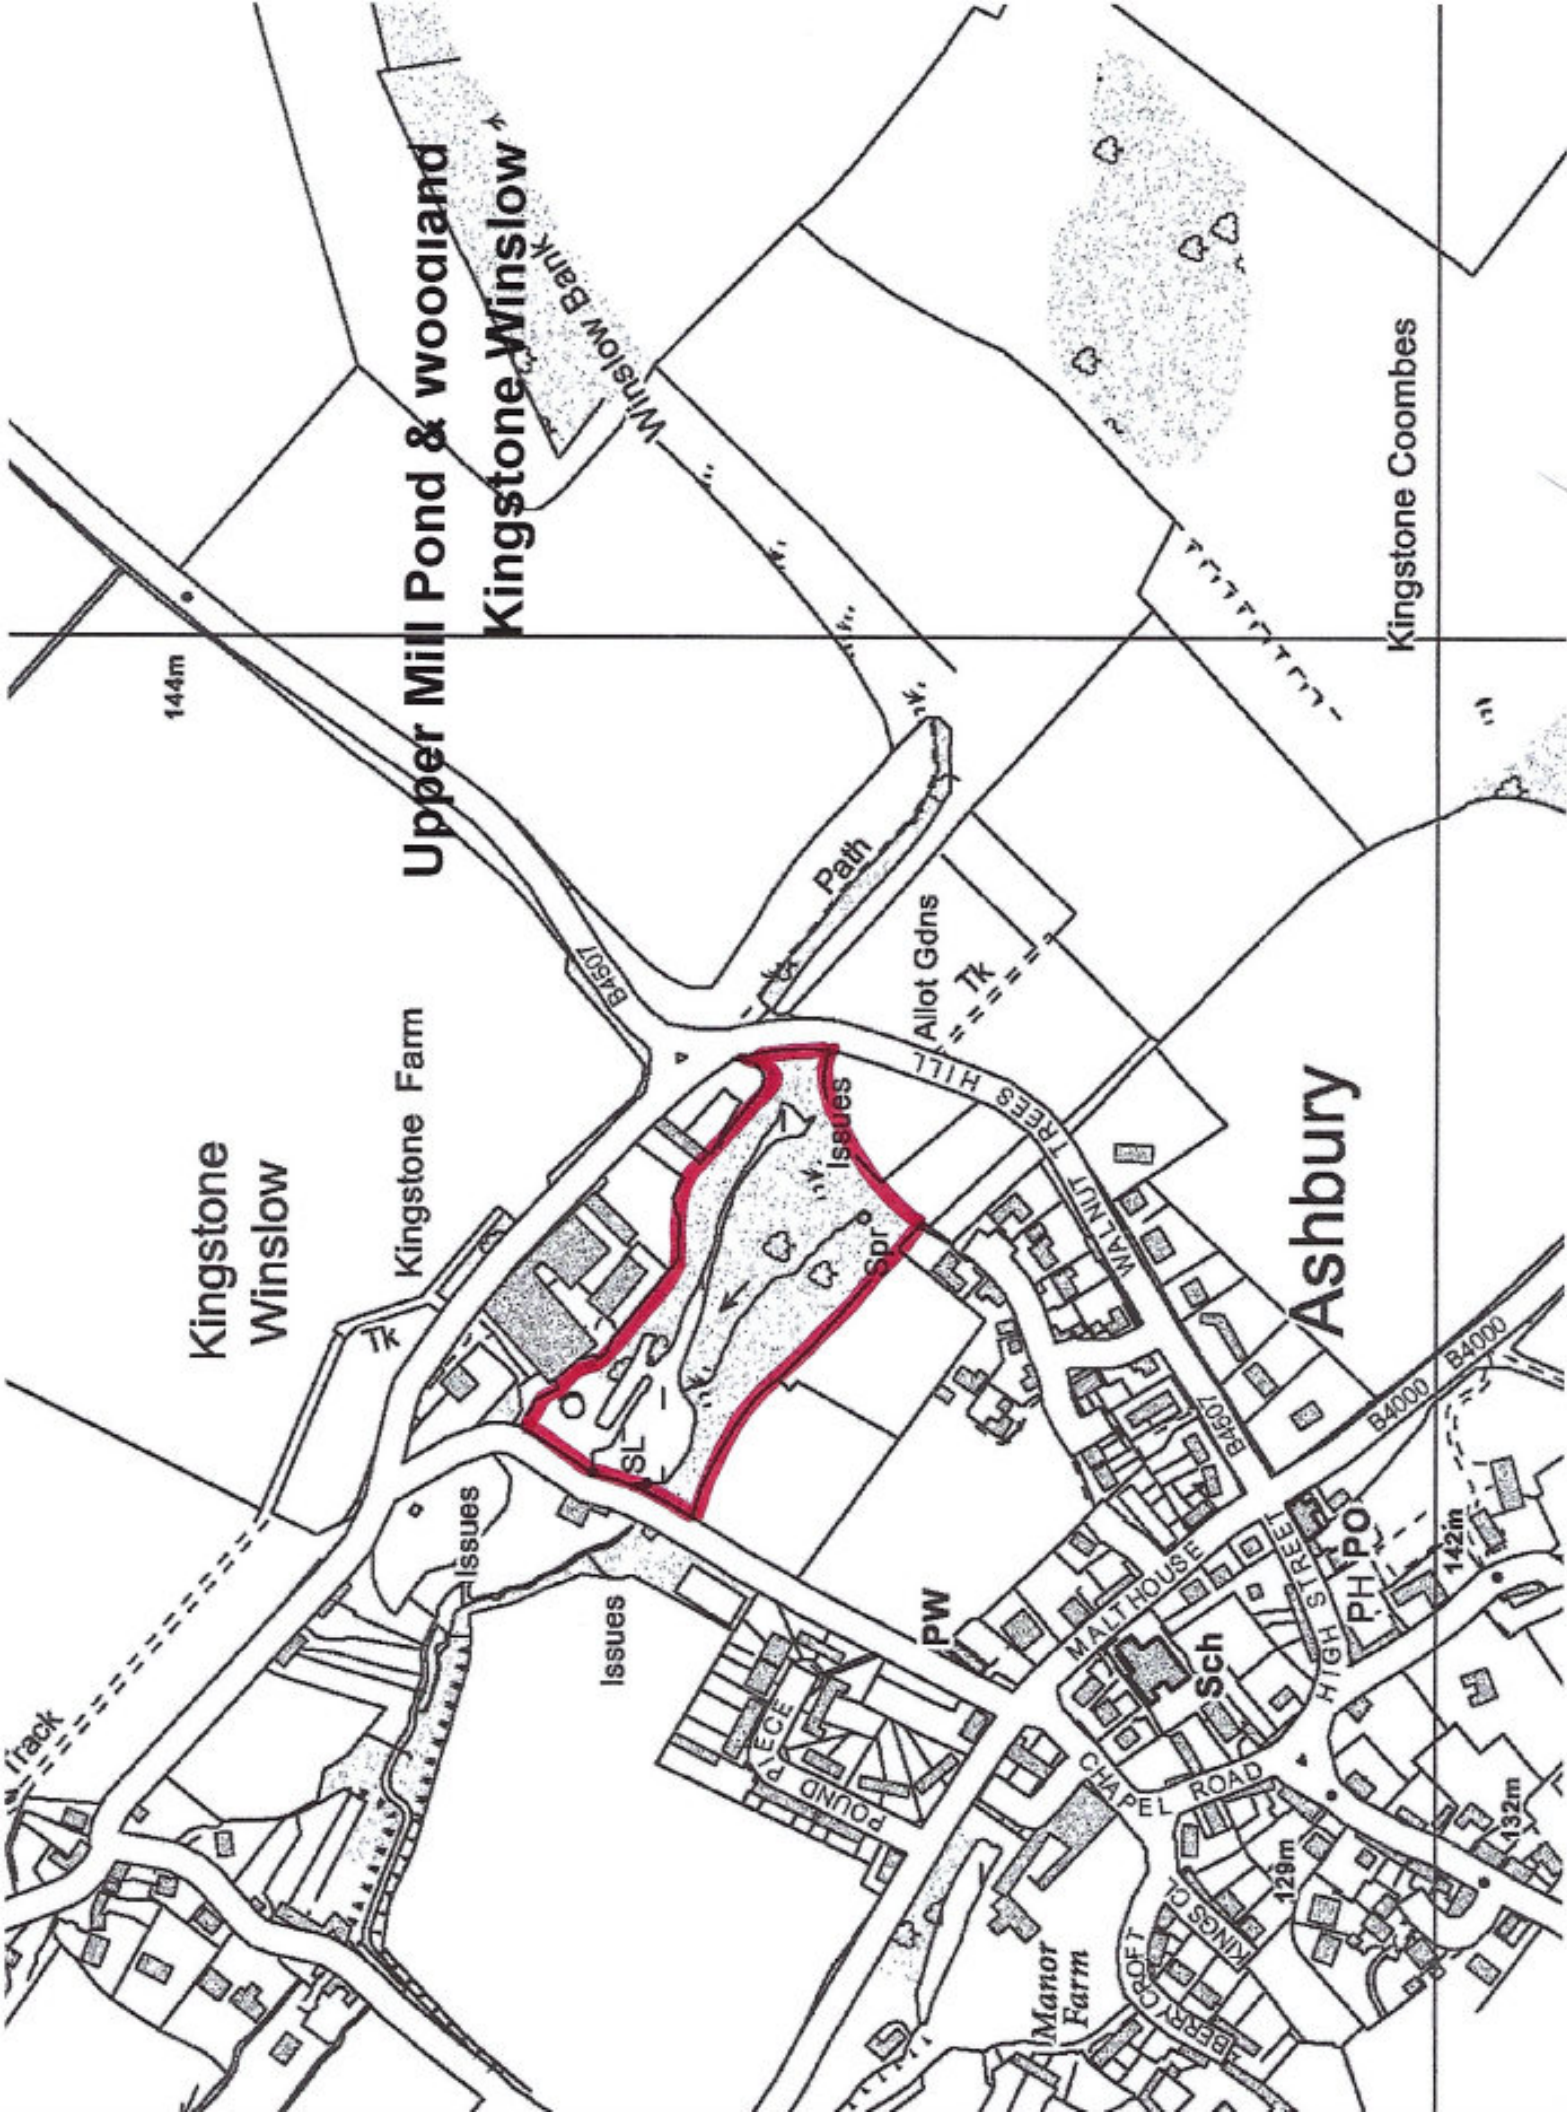 Upper Mill Pond & woodland
Kingstone Winslow
Kingstone
Winslow
Kingstone Farm
144m
Track
Tk
B4507
Winslow Bank
Path
Allot Gdns
Tk
Issues
Issues
Issues
SL
Spr
WALNUT TREES HILL
Kingstone Coombes
Ashbury
B4507
B4000
B4000
PW
MALTHOUSE
Sch
HIGH STREET
PH
PO
142m
POUND PIECE
CHAPEL ROAD
Manor
Farm
BERRYCROFT
KINGS CL
129m
132m